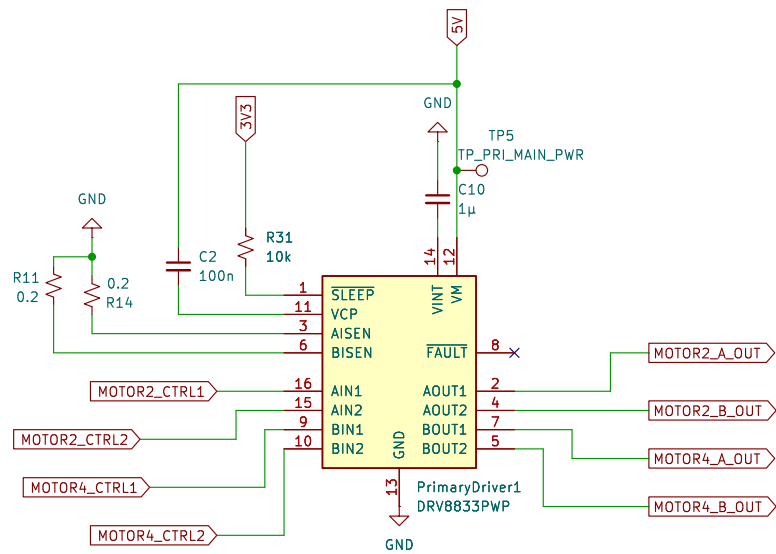 5V
GND
3V3
TP5
TP_PRI_MAIN_PWR
C10
1µ
GND
R31
10k
C2
100n
R11
0.2
0.2
R14
14
12
VINT
VM
1
SLEEP
11
VCP
3
AISEN
6
BISEN
FAULT
8
16
AIN1
15
AIN2
9
BIN1
10
BIN2
AOUT1
2
AOUT2
4
BOUT1
7
BOUT2
5
GND
13
MOTOR2_CTRL1
MOTOR2_CTRL2
MOTOR4_CTRL1
MOTOR4_CTRL2
MOTOR2_A_OUT
MOTOR2_B_OUT
MOTOR4_A_OUT
MOTOR4_B_OUT
PrimaryDriver1
DRV8833PWP
GND